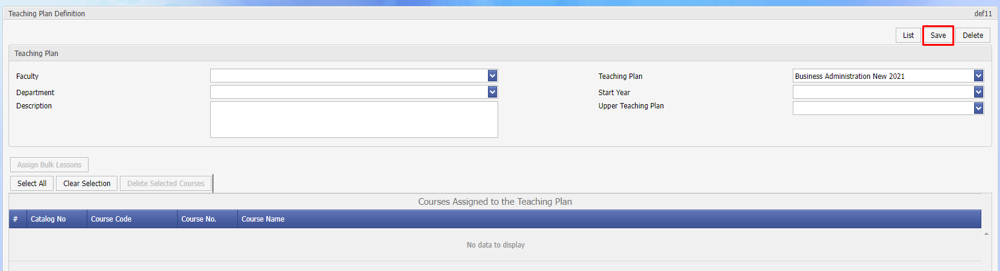 Teaching Plan Definition def11
List Save Delete
Teaching Plan
Faculty Teaching Plan Business Administration New 2021
Department Start Year
Description Upper Teaching Plan
Assign Bulk Lessons
Select All Clear Selection Delete Selected Courses
Courses Assigned to the Teaching Plan
# Catalog No Course Code Course No. Course Name
No data to display